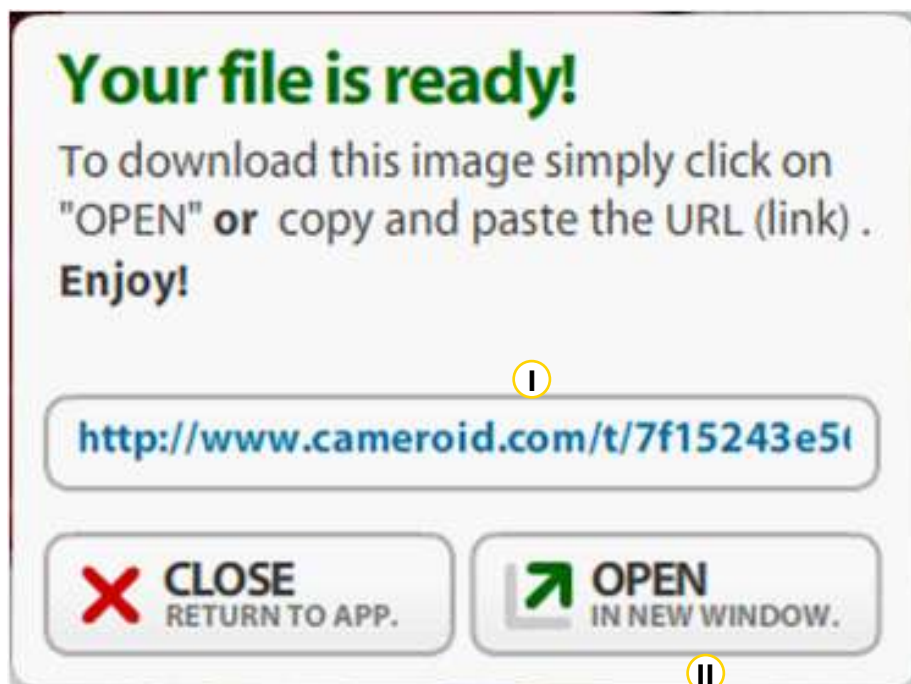 Your file is ready!
To download this image simply click on
"OPEN" or copy and paste the URL (link) .
Enjoy!
I
http://www.cameroid.com/t/7f15243e5
CLOSE
RETURN TO APP.
OPEN
IN NEW WINDOW.
II